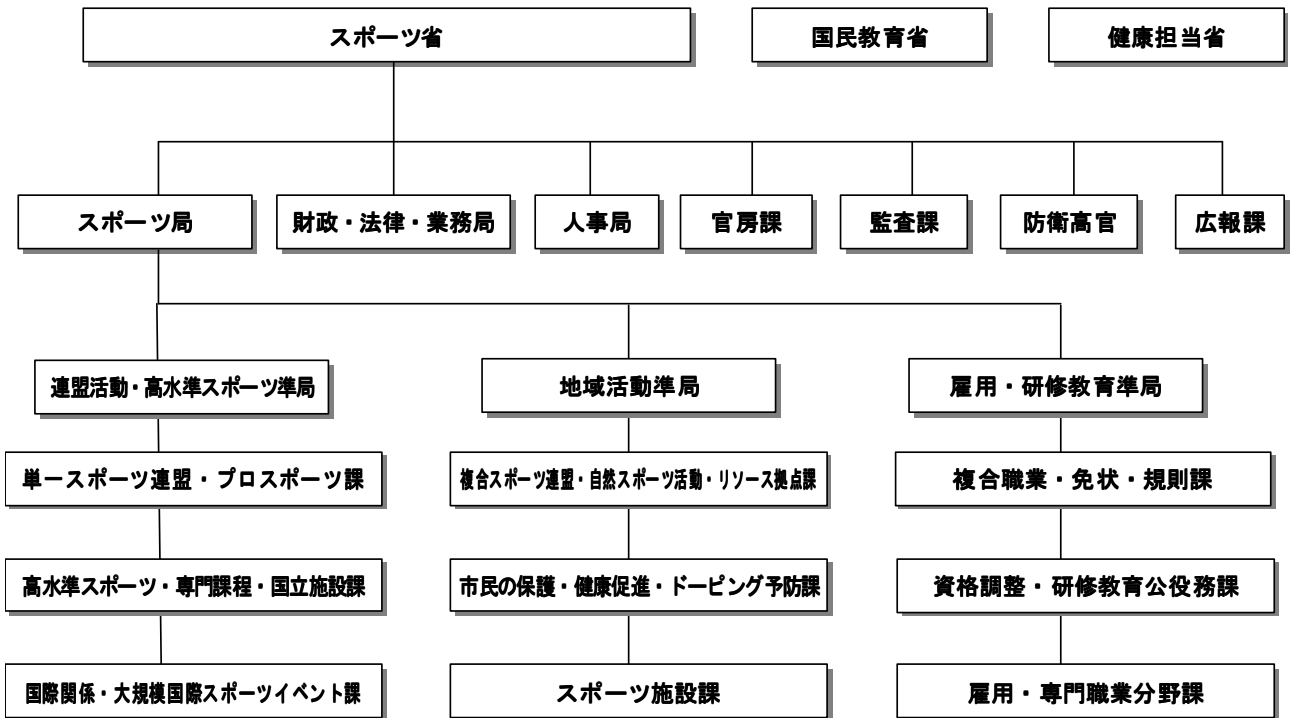 スポーツ省
国民教育省
健康担当省
スポーツ局
財政・法律・業務局
人事局
官房課
監査課
防衛高官
広報課
連盟活動・高水準スポーツ準局
地域活動準局
雇用・研修教育準局
単一スポーツ連盟・プロスポーツ課
複合スポーツ連盟・自然スポーツ活動・リソース拠点課
複合職業・免状・規則課
高水準スポーツ・専門課程・国立施設課
市民の保護・健康促進・ドーピング予防課
資格調整・研修教育公役務課
国際関係・大規模国際スポーツイベント課
スポーツ施設課
雇用・専門職業分野課